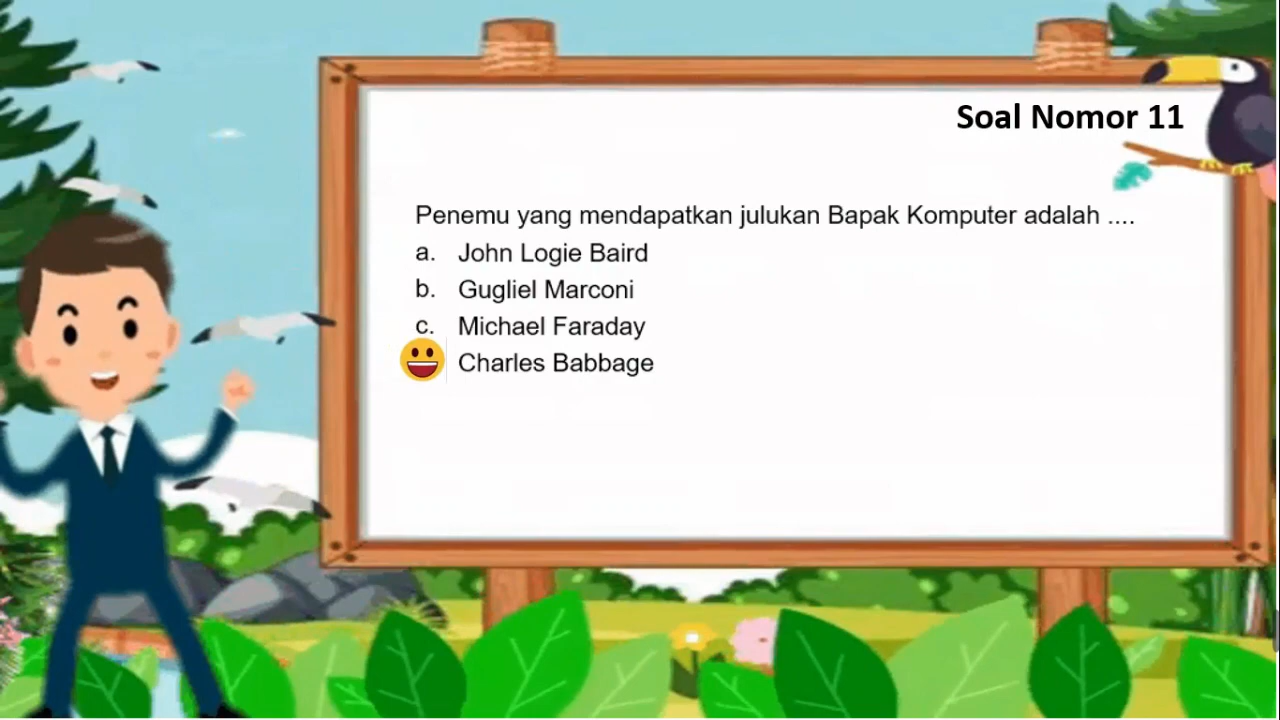 Soal Nomor 11
Penemu yang mendapatkan julukan Bapak Komputer adalah ....
a. John Logie Baird
b. Gugliel Marconi
c. Michael Faraday
Charles Babbage